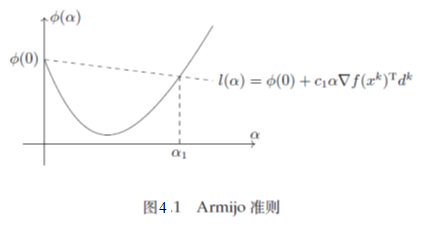 ϕ(α)
ϕ(0)
l(α) = ϕ(0) + c₁α∇f(xᵏ)ᵀdᵏ
α
α₁
图4.1 Armijo 准则